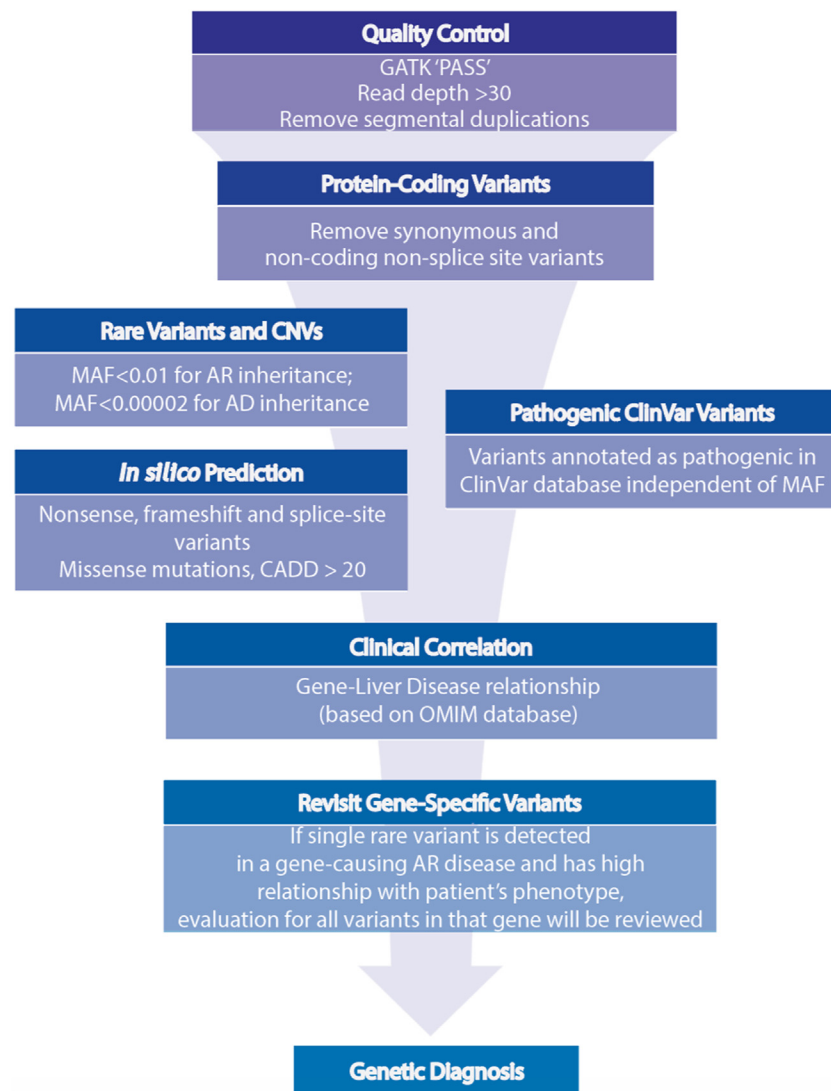 Quality Control
GATK ‘PASS’
Read depth >30
Remove segmental duplications
Protein-Coding Variants
Remove synonymous and
non-coding non-splice site variants
Rare Variants and CNVs
MAF<0.01 for AR inheritance;
MAF<0.00002 for AD inheritance
In silico Prediction
Nonsense, frameshift and splice-site
variants
Missense mutations, CADD > 20
Pathogenic ClinVar Variants
Variants annotated as pathogenic in
ClinVar database independent of MAF
Clinical Correlation
Gene-Liver Disease relationship
(based on OMIM database)
Revisit Gene-Specific Variants
If single rare variant is detected
in a gene-causing AR disease and has high
relationship with patient’s phenotype,
evaluation for all variants in that gene will be reviewed
Genetic Diagnosis